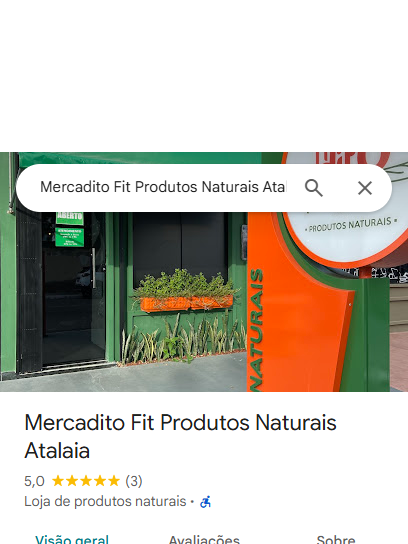 Mercadito Fit Produtos Naturais Atal
ABERTO
• PRODUTOS NATURAIS •
NATURAIS
Mercadito Fit Produtos Naturais
Atalaia
5,0 ★★★★★ (3)
Loja de produtos naturais ·
Visão geral Avaliações Sobre